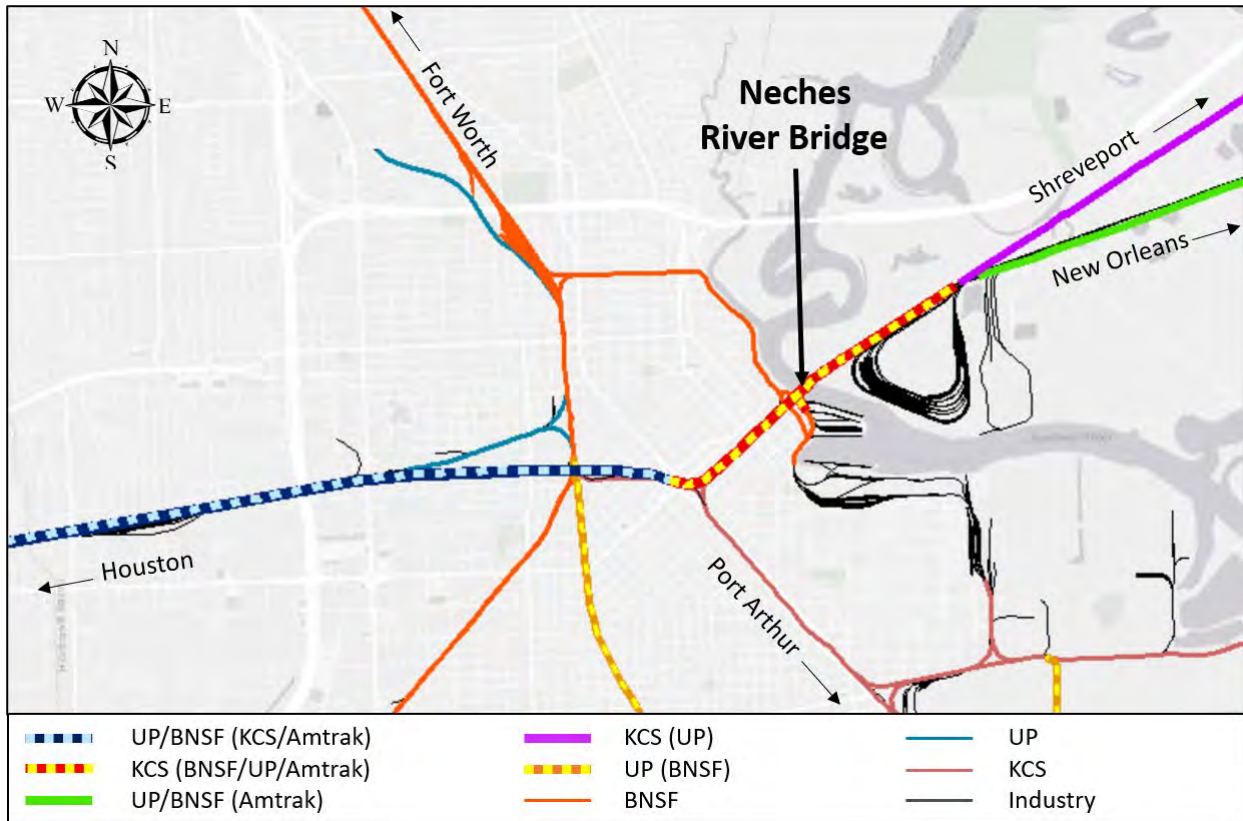 N
W
E
S
Fort Worth
Neches
River Bridge
Shreveport
New Orleans
Houston
Port Arthur
UP/BNSF (KCS/Amtrak)
KCS (BNSF/UP/Amtrak)
UP/BNSF (Amtrak)
KCS (UP)
UP (BNSF)
BNSF
UP
KCS
Industry